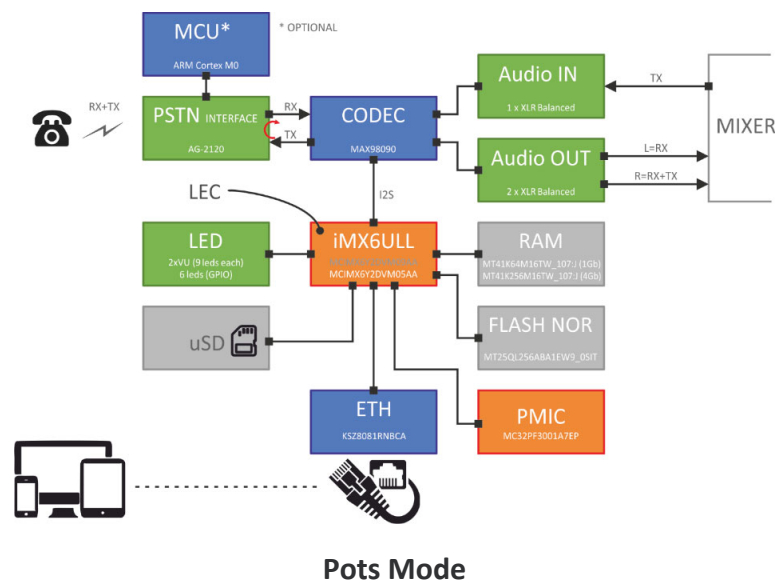 MCU*
ARM Cortex M0
* OPTIONAL
RX+TX
PSTN INTERFACE
AG-2120
RX
TX
CODEC
MAX98090
Audio IN
1 x XLR Balanced
TX
MIXER
Audio OUT
2 x XLR Balanced
L=RX
R=RX+TX
LEC
I2S
LED
2xVU (9 leds each)
6 leds (GPIO)
iMX6ULL
MCIMX6Y2DVM05AA
RAM
MT41K64M16TW_107:J (1Gb)
MT41K256M16TW_107:J (4Gb)
uSD
FLASH NOR
MT25QL256ABA1EW9_0SIT
ETH
KSZ8081RNBCA
PMIC
MC32PF3001A7EP
Pots Mode